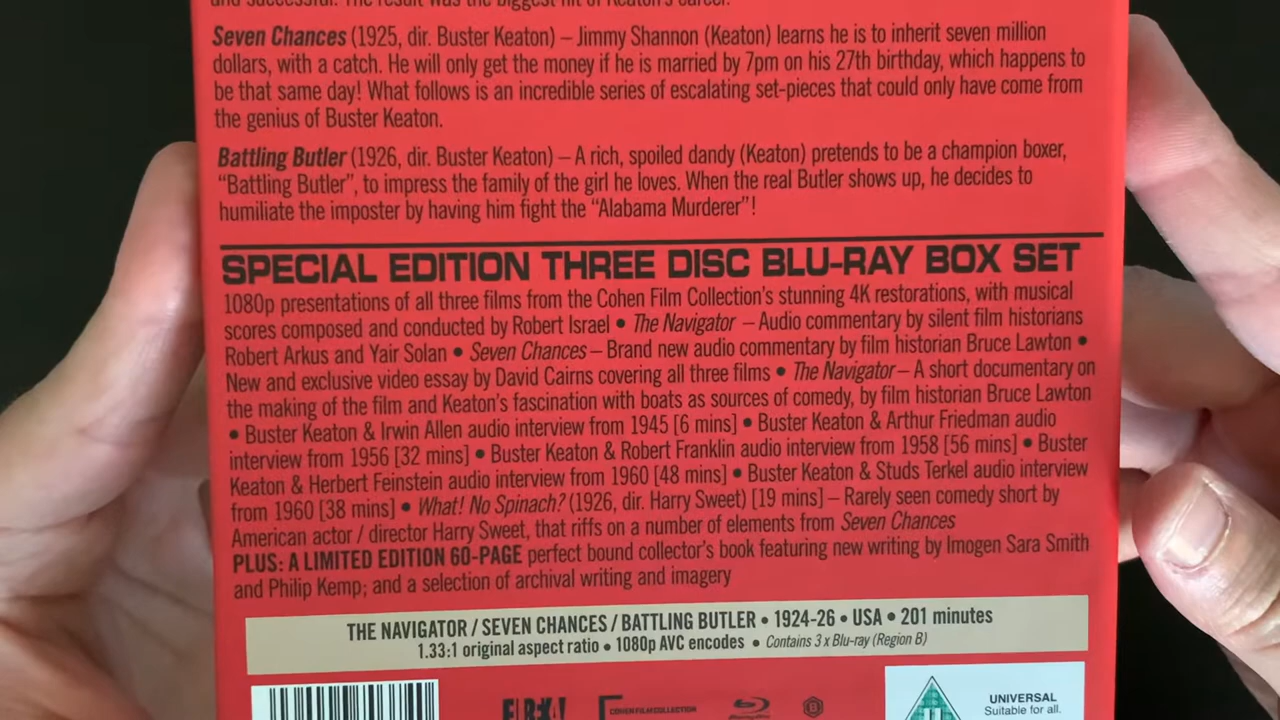 and successful. The result was the biggest hit of Keaton's career.
Seven Chances (1925, dir. Buster Keaton) – Jimmy Shannon (Keaton) learns he is to inherit seven million
dollars, with a catch. He will only get the money if he is married by 7pm on his 27th birthday, which happens to
be that same day! What follows is an incredible series of escalating set-pieces that could only have come from
the genius of Buster Keaton.
Battling Butler (1926, dir. Buster Keaton) – A rich, spoiled dandy (Keaton) pretends to be a champion boxer,
“Battling Butler”, to impress the family of the girl he loves. When the real Butler shows up, he decides to
humiliate the imposter by having him fight the “Alabama Murderer”!
SPECIAL EDITION THREE DISC BLU-RAY BOX SET
1080p presentations of all three films from the Cohen Film Collection's stunning 4K restorations, with musical
scores composed and conducted by Robert Israel • The Navigator – Audio commentary by silent film historians
Robert Arkus and Yair Solan • Seven Chances – Brand new audio commentary by film historian Bruce Lawton •
New and exclusive video essay by David Cairns covering all three films • The Navigator – A short documentary on
the making of the film and Keaton's fascination with boats as sources of comedy, by film historian Bruce Lawton
• Buster Keaton & Irwin Allen audio interview from 1945 [6 mins] • Buster Keaton & Arthur Friedman audio
interview from 1956 [32 mins] • Buster Keaton & Robert Franklin audio interview from 1958 [56 mins] • Buster
Keaton & Herbert Feinstein audio interview from 1960 [48 mins] • Buster Keaton & Studs Terkel audio interview
from 1960 [38 mins] • What! No Spinach? (1926, dir. Harry Sweet) [19 mins] – Rarely seen comedy short by
American actor / director Harry Sweet, that riffs on a number of elements from Seven Chances
PLUS: A LIMITED EDITION 60-PAGE perfect bound collector's book featuring new writing by Imogen Sara Smith
and Philip Kemp; and a selection of archival writing and imagery
THE NAVIGATOR / SEVEN CHANCES / BATTLING BUTLER • 1924-26 • USA • 201 minutes
1.33:1 original aspect ratio • 1080p AVC encodes • Contains 3 x Blu-ray (Region B)
COHEN FILM COLLECTION
B
UNIVERSAL
Suitable for all.